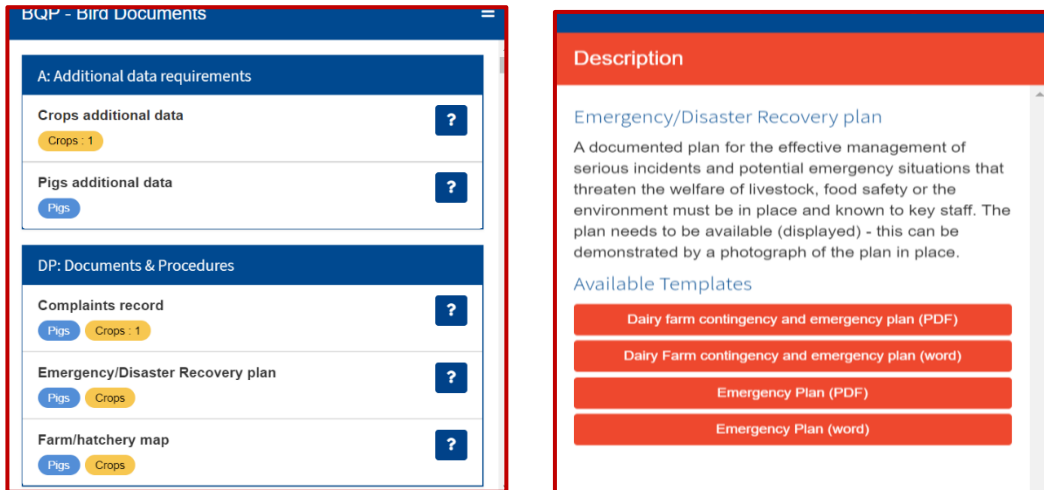 BQP - Bird Documents
A: Additional data requirements
Crops additional data
?
Crops : 1
Pigs additional data
?
Pigs
DP: Documents & Procedures
Complaints record
?
Pigs Crops : 1
Emergency/Disaster Recovery plan
?
Pigs Crops
Farm/hatchery map
?
Pigs Crops
Description
Emergency/Disaster Recovery plan
A documented plan for the effective management of
serious incidents and potential emergency situations that
threaten the welfare of livestock, food safety or the
environment must be in place and known to key staff. The
plan needs to be available (displayed) - this can be
demonstrated by a photograph of the plan in place.
Available Templates
Dairy farm contingency and emergency plan (PDF)
Dairy Farm contingency and emergency plan (word)
Emergency Plan (PDF)
Emergency Plan (word)